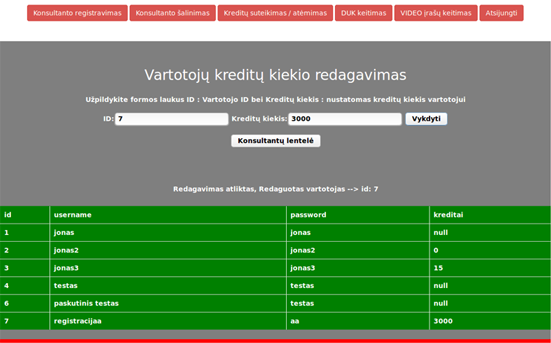 Konsultanto registravimas Konsultanto šalinimas Kreditų suteikimas / atėmimas DUK keitimas VIDEO įrašų keitimas Atsijungti
Vartotojų kreditų kiekio redagavimas
Užpildykite formos laukus ID : Vartotojo ID bei Kreditų kiekis : nustatomas kreditų kiekis vartotojui
ID: 7 Kreditų kiekis: 3000 Vykdyti
Konsultantų lentelė
Redagavimas atliktas, Redaguotas vartotojas --> id: 7
id username password kreditai
1 jonas jonas null
2 jonas2 jonas2 0
3 jonas3 jonas3 15
4 testas testas null
6 paskutinis testas testas null
7 registracijaa aa 3000